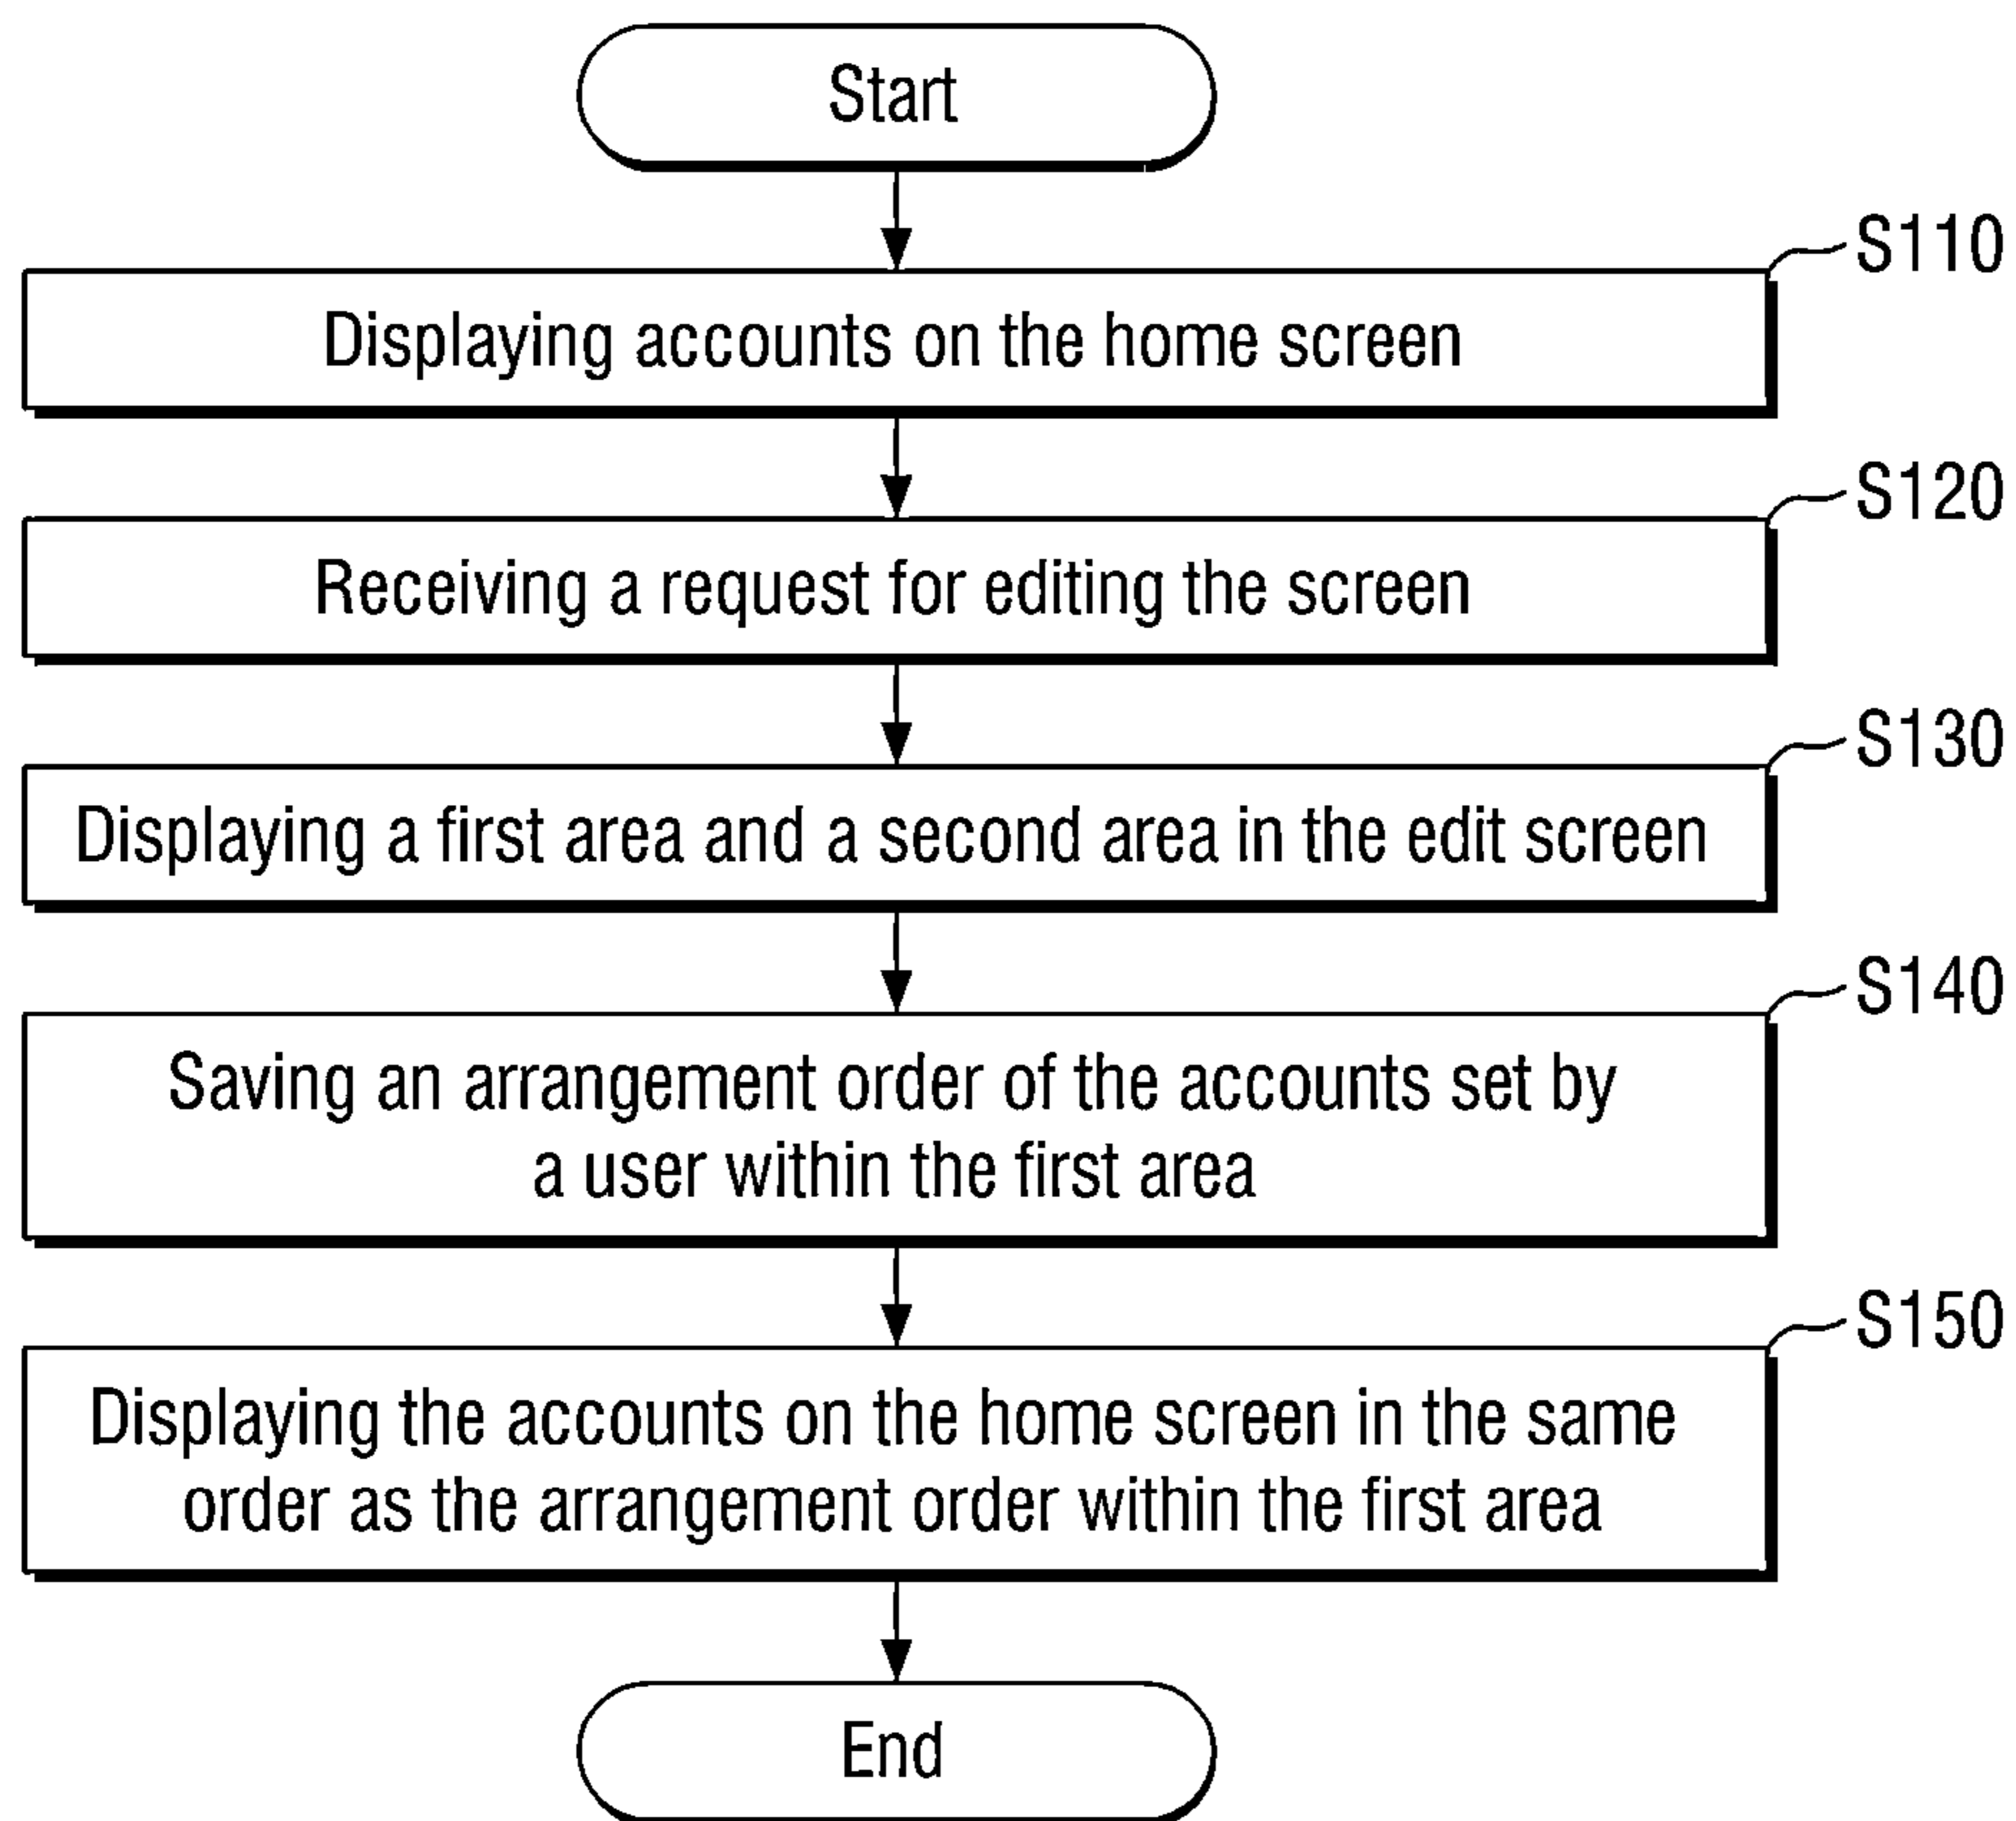 Start
S110
Displaying accounts on the home screen
S120
Receiving a request for editing the screen
S130
Displaying a first area and a second area in the edit screen
S140
Saving an arrangement order of the accounts set by
a user within the first area
S150
Displaying the accounts on the home screen in the same
order as the arrangement order within the first area
End